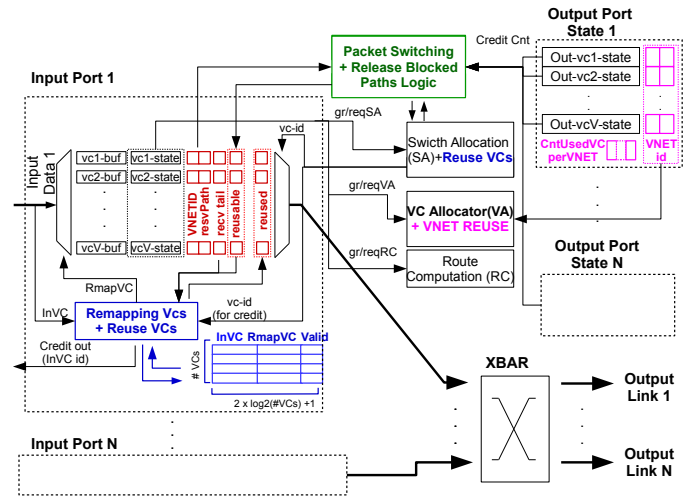 Output Port
State 1
Credit Cnt
Packet Switching
+ Release Blocked
Paths Logic
Out-vc1-state
Out-vc2-state
Out-vcV-state
CntUsedVC
perVNET
VNET
id
Input Port 1
gr/reqSA
vc-id
Swicth Allocation
(SA)+Reuse VCs
Input
Data 1
vc1-buf
vc1-state
vc2-buf
vc2-state
vcV-buf
vcV-state
VNETID
resvPath
recv tail
reusable
reused
gr/reqVA
VC Allocator(VA)
+ VNET REUSE
gr/reqRC
Route
Computation (RC)
Output Port
State N
RmapVC
InVC
Remapping Vcs
+ Reuse VCs
vc-id
(for credit)
Credit out
(InVC id)
InVC RmapVC Valid
# VCs
2 x log2(#VCs) +1
XBAR
Output
Link 1
Output
Link N
Input Port N